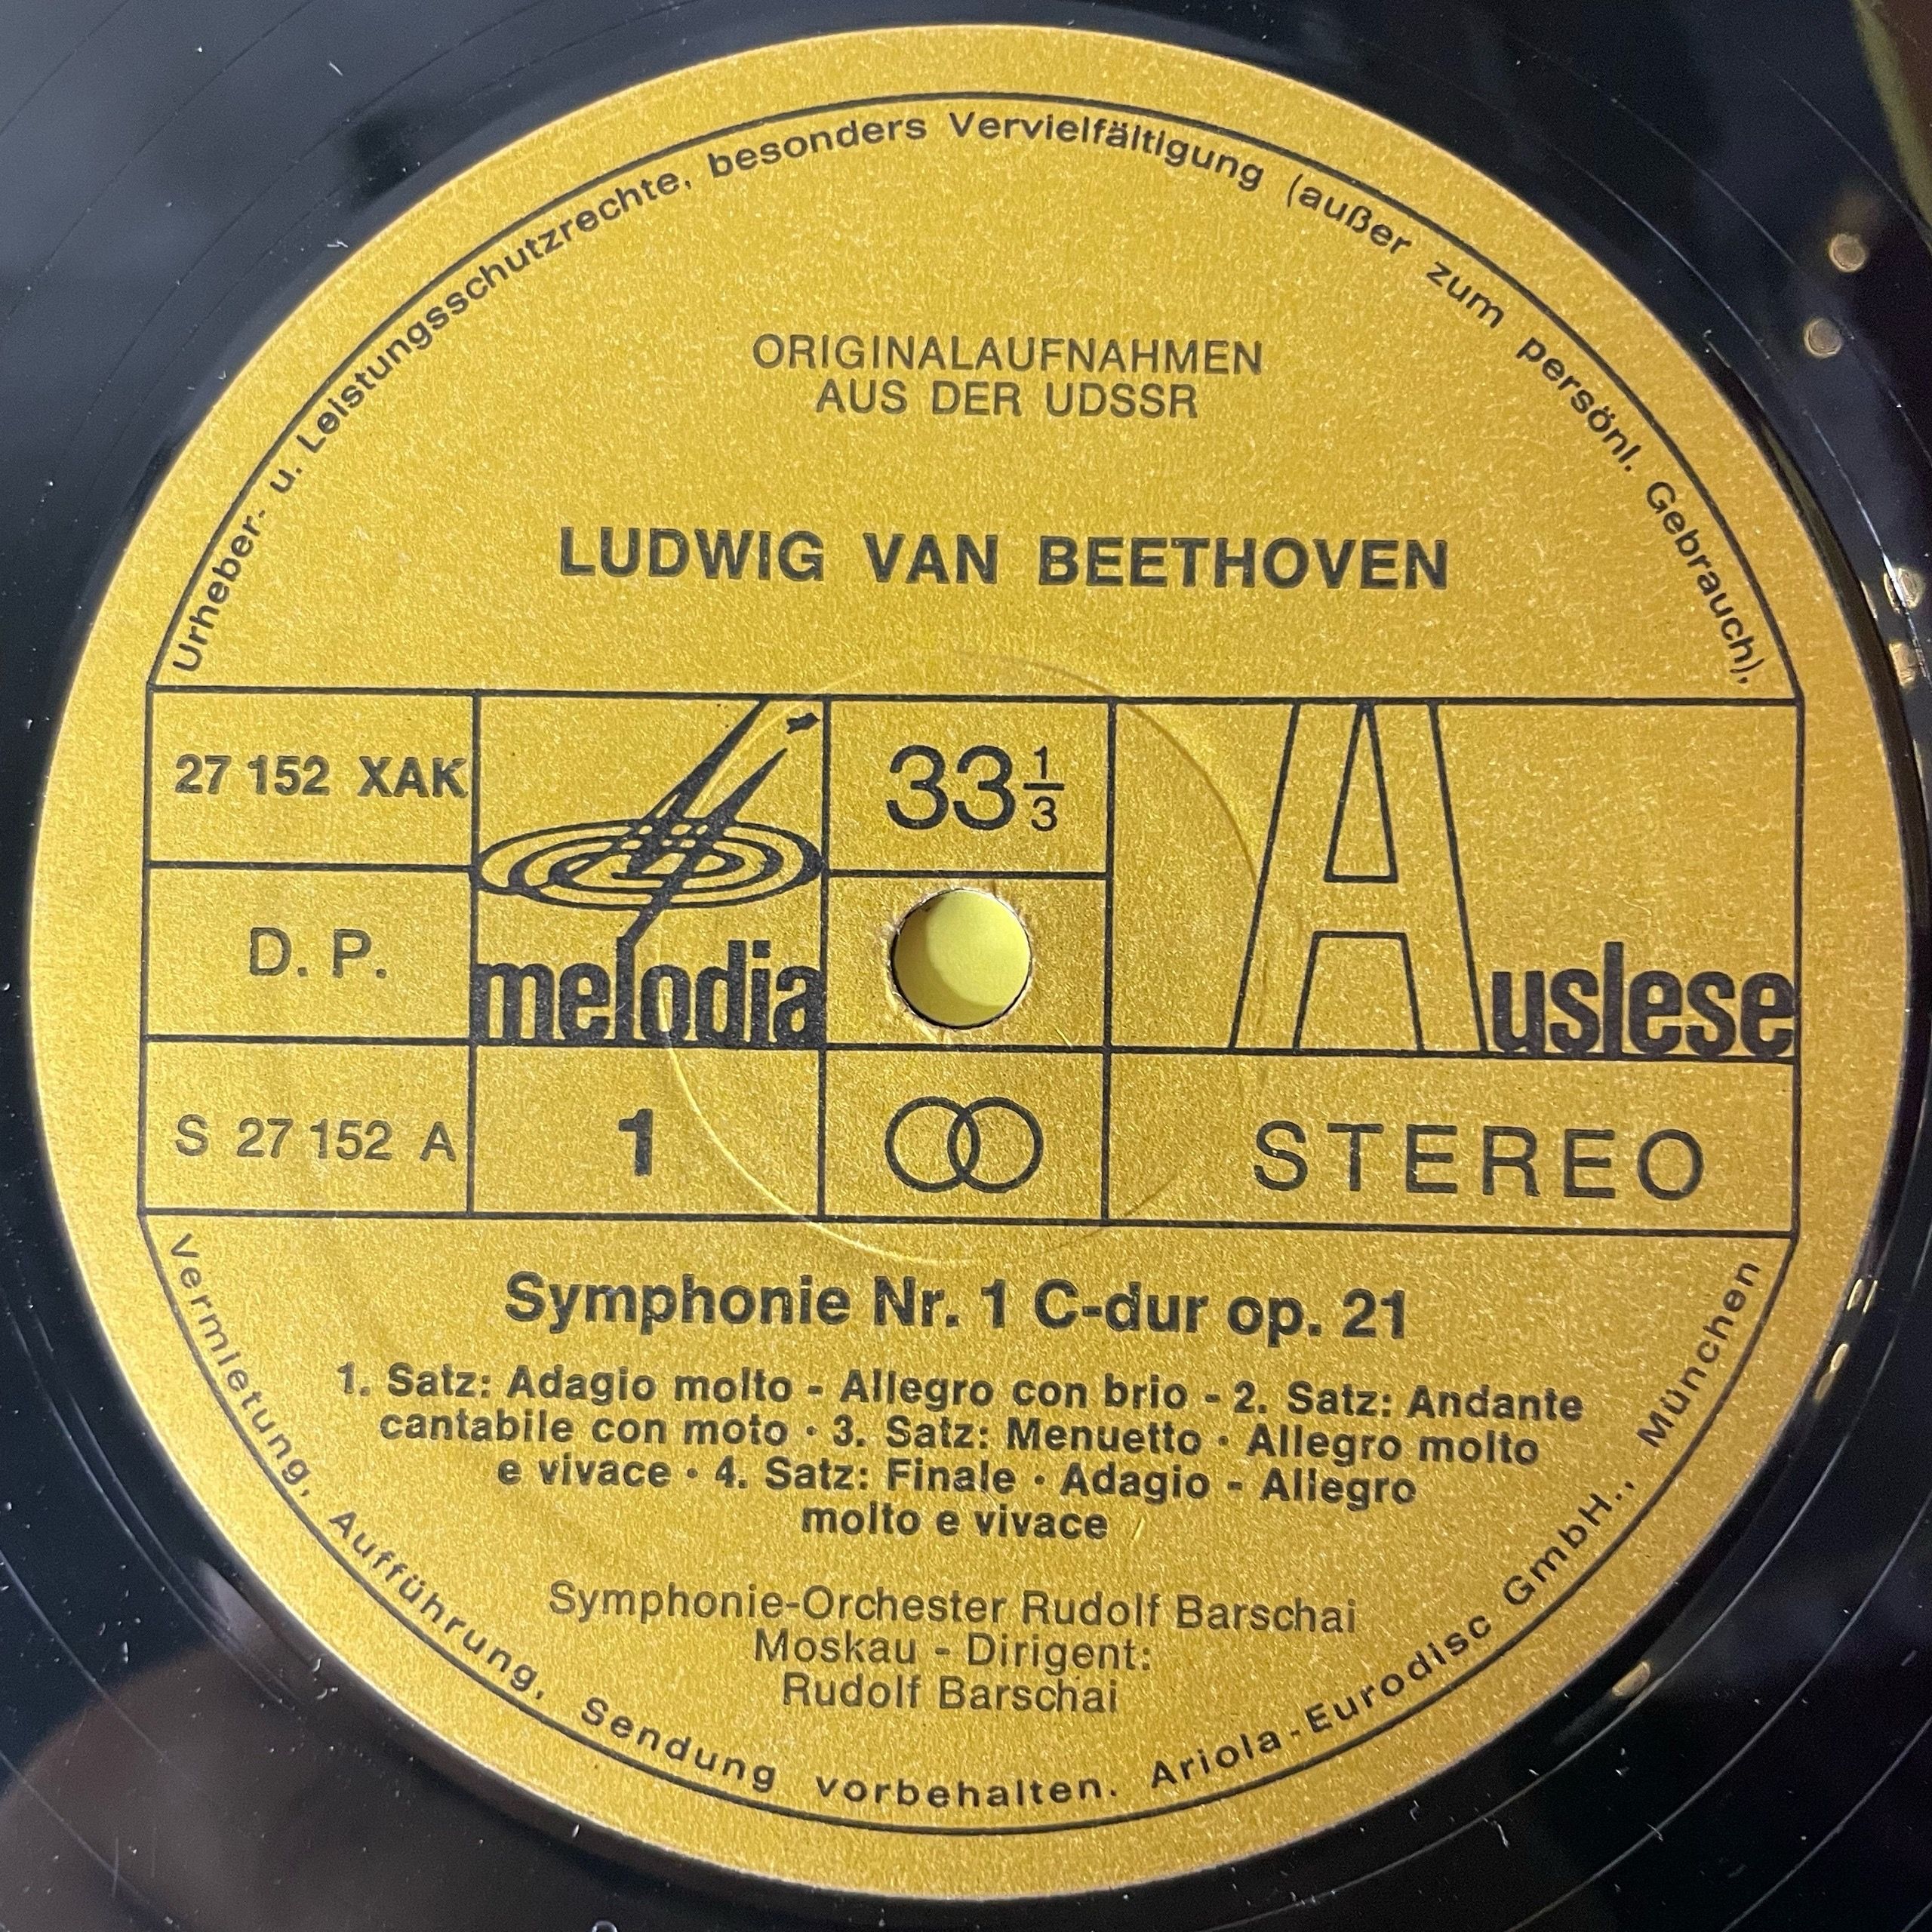 Urheber- u. Leistungsschutzrechte, besonders Vervielfältigung (außer zum persönl. Gebrauch),
ORIGINALAUFNAHMEN
AUS DER UDSSR
LUDWIG VAN BEETHOVEN
27 152 XAK
D. P.
S 27 152 A
melodia
1
33 1/3
Auslese
STEREO
Symphonie Nr. 1 C-dur op. 21
1. Satz: Adagio molto - Allegro con brio - 2. Satz: Andante
cantabile con moto · 3. Satz: Menuetto · Allegro molto
e vivace · 4. Satz: Finale · Adagio - Allegro
molto e vivace
Symphonie-Orchester Rudolf Barschai
Moskau - Dirigent:
Rudolf Barschai
Vermietung, Aufführung, Sendung vorbehalten. Ariola-Eurodisc GmbH., München